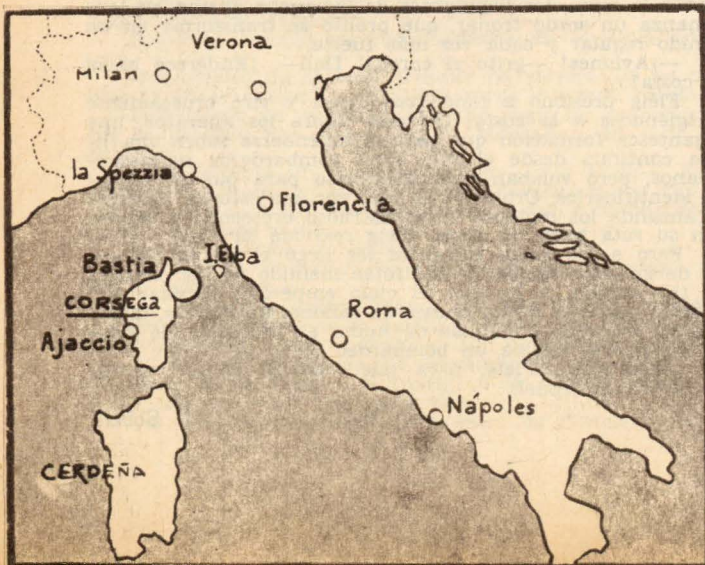 Verona
Milán
la Spezzia
Florencia
I.Elba
Bastia
CORSEGA
Roma
Ajaccio
Nápoles
CERDEÑA